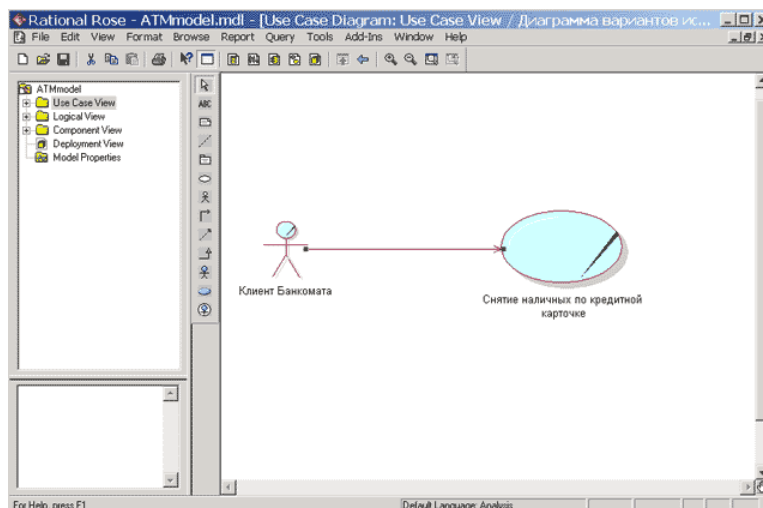 Rational Rose - ATMmodel.mdl - [Use Case Diagram: Use Case View / Диаграмма вариантов ис...
File Edit View Format Browse Report Query Tools Add-Ins Window Help
ATMmodel
Use Case View
Logical View
Component View
Deployment View
Model Properties
ABC
Клиент Банкомата
Снятие наличных по кредитной
карточке
For Help, press F1
Default Language: Analysis